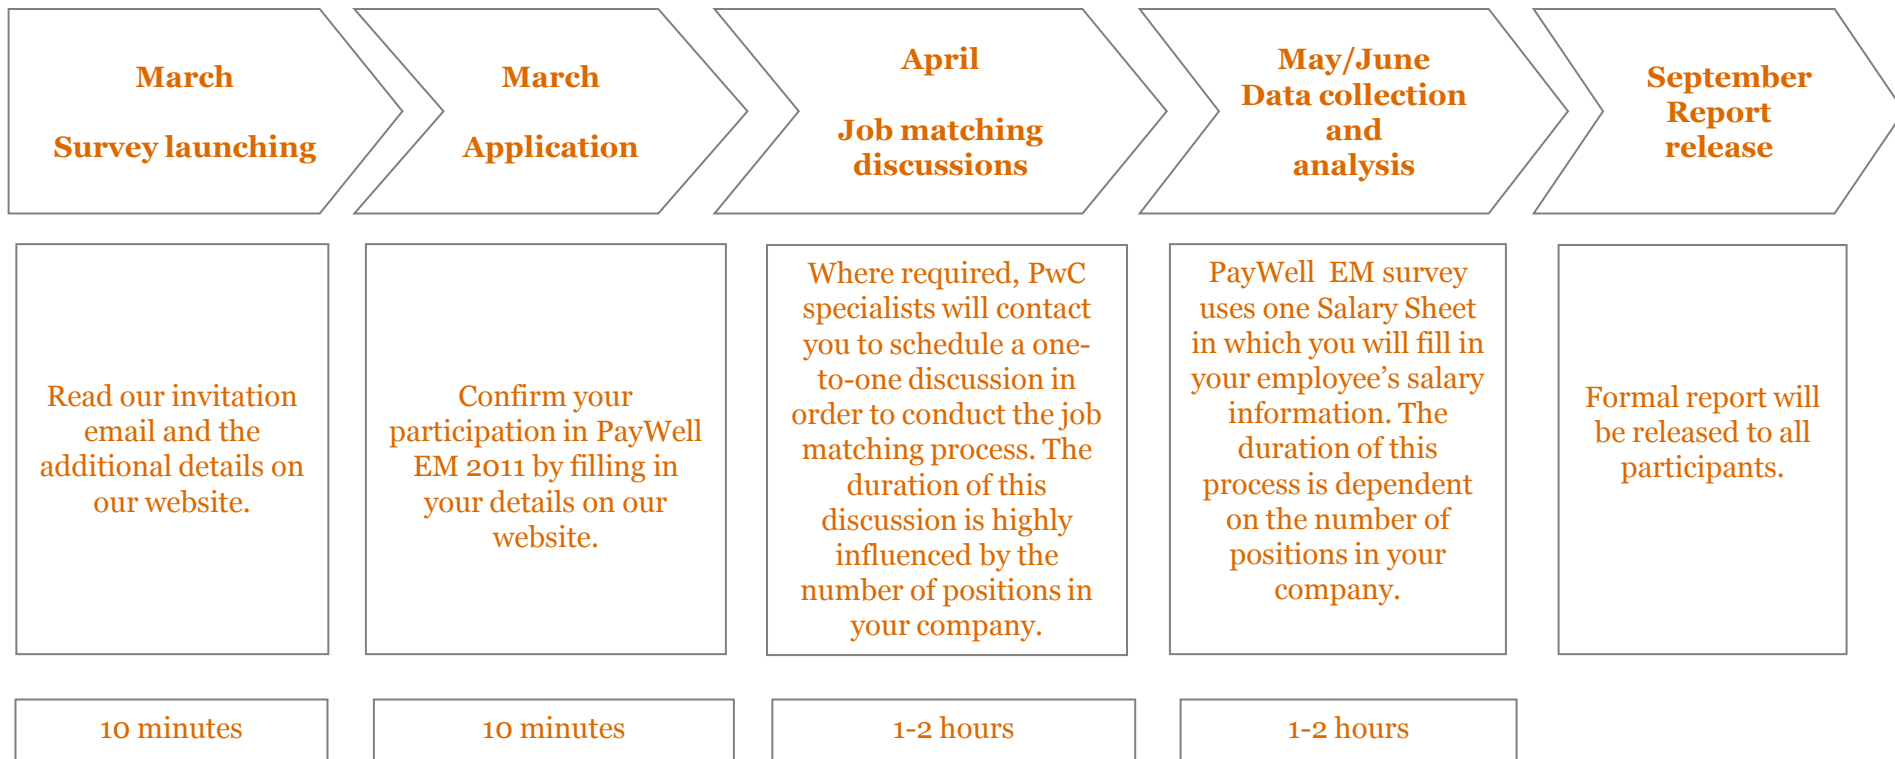 March
Survey launching
March
Application
April
Job matching
discussions
May/June
Data collection
and
analysis
September
Report
release
Read our invitation
email and the
additional details on
our website.
Confirm your
participation in PayWell
EM 2011 by filling in
your details on our
website.
Where required, PwC
specialists will contact
you to schedule a one-
to-one discussion in
order to conduct the job
matching process. The
duration of this
discussion is highly
influenced by the
number of positions in
your company.
PayWell EM survey
uses one Salary Sheet
in which you will fill in
your employee’s salary
information. The
duration of this
process is dependent
on the number of
positions in your
company.
Formal report will
be released to all
participants.
10 minutes
10 minutes
1-2 hours
1-2 hours